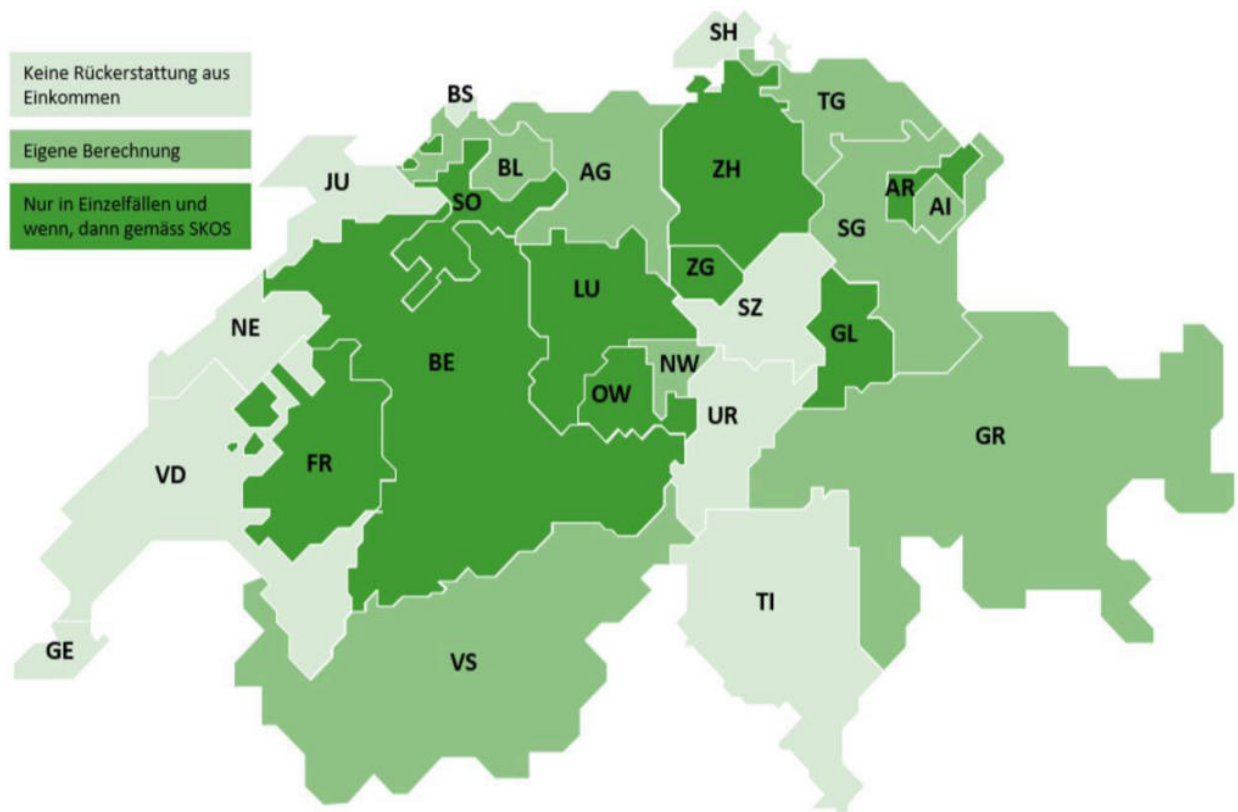 Keine Rückerstattung aus
Einkommen
Eigene Berechnung
Nur in Einzelfällen und
wenn, dann gemäss SKOS
SH
BS
TG
BL
AG
ZH
JU
SO
AR
AI
SG
ZG
LU
SZ
NE
GL
BE
NW
OW
UR
GR
FR
VD
TI
GE
VS